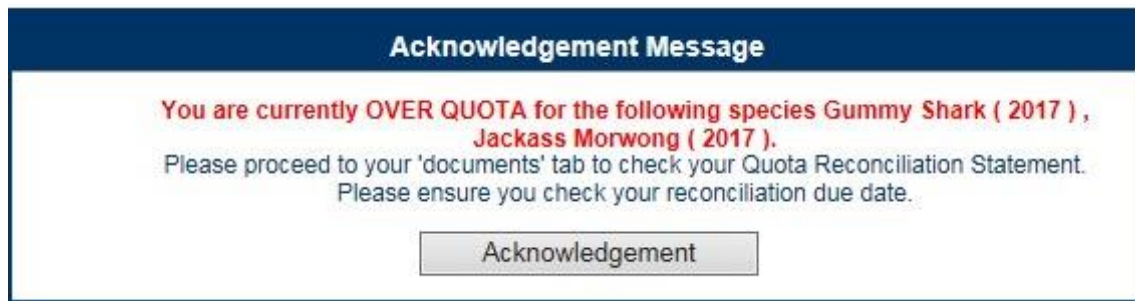 Acknowledgement Message
You are currently OVER QUOTA for the following species Gummy Shark ( 2017 ) ,
Jackass Morwong ( 2017 ).
Please proceed to your 'documents' tab to check your Quota Reconciliation Statement.
Please ensure you check your reconciliation due date.
Acknowledgement